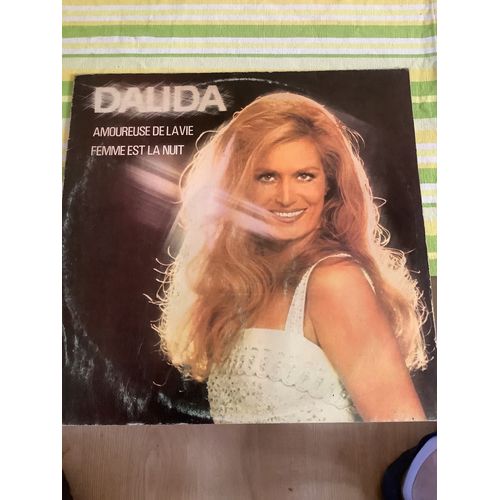 DALIDA
AMOUREUSE DE LA VIE
FEMME EST LA NUIT